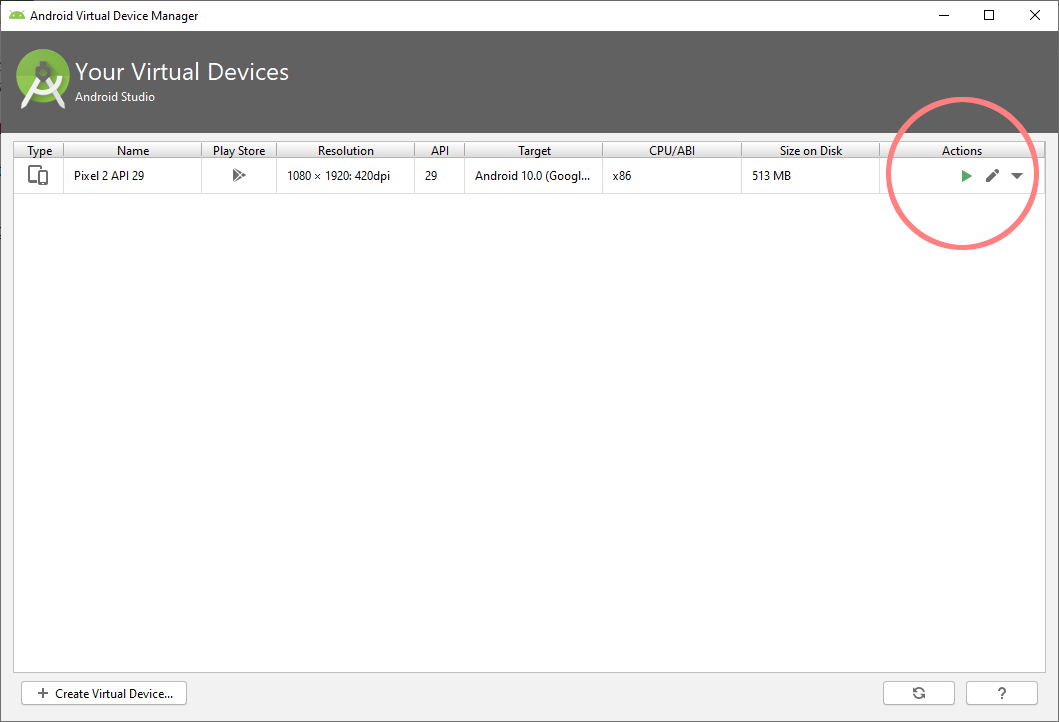 Android Virtual Device Manager
Your Virtual Devices
Android Studio
Type Name Play Store Resolution API Target CPU/ABI Size on Disk Actions
Pixel 2 API 29 1080 × 1920: 420dpi 29 Android 10.0 (Googl... x86 513 MB
+ Create Virtual Device... ?